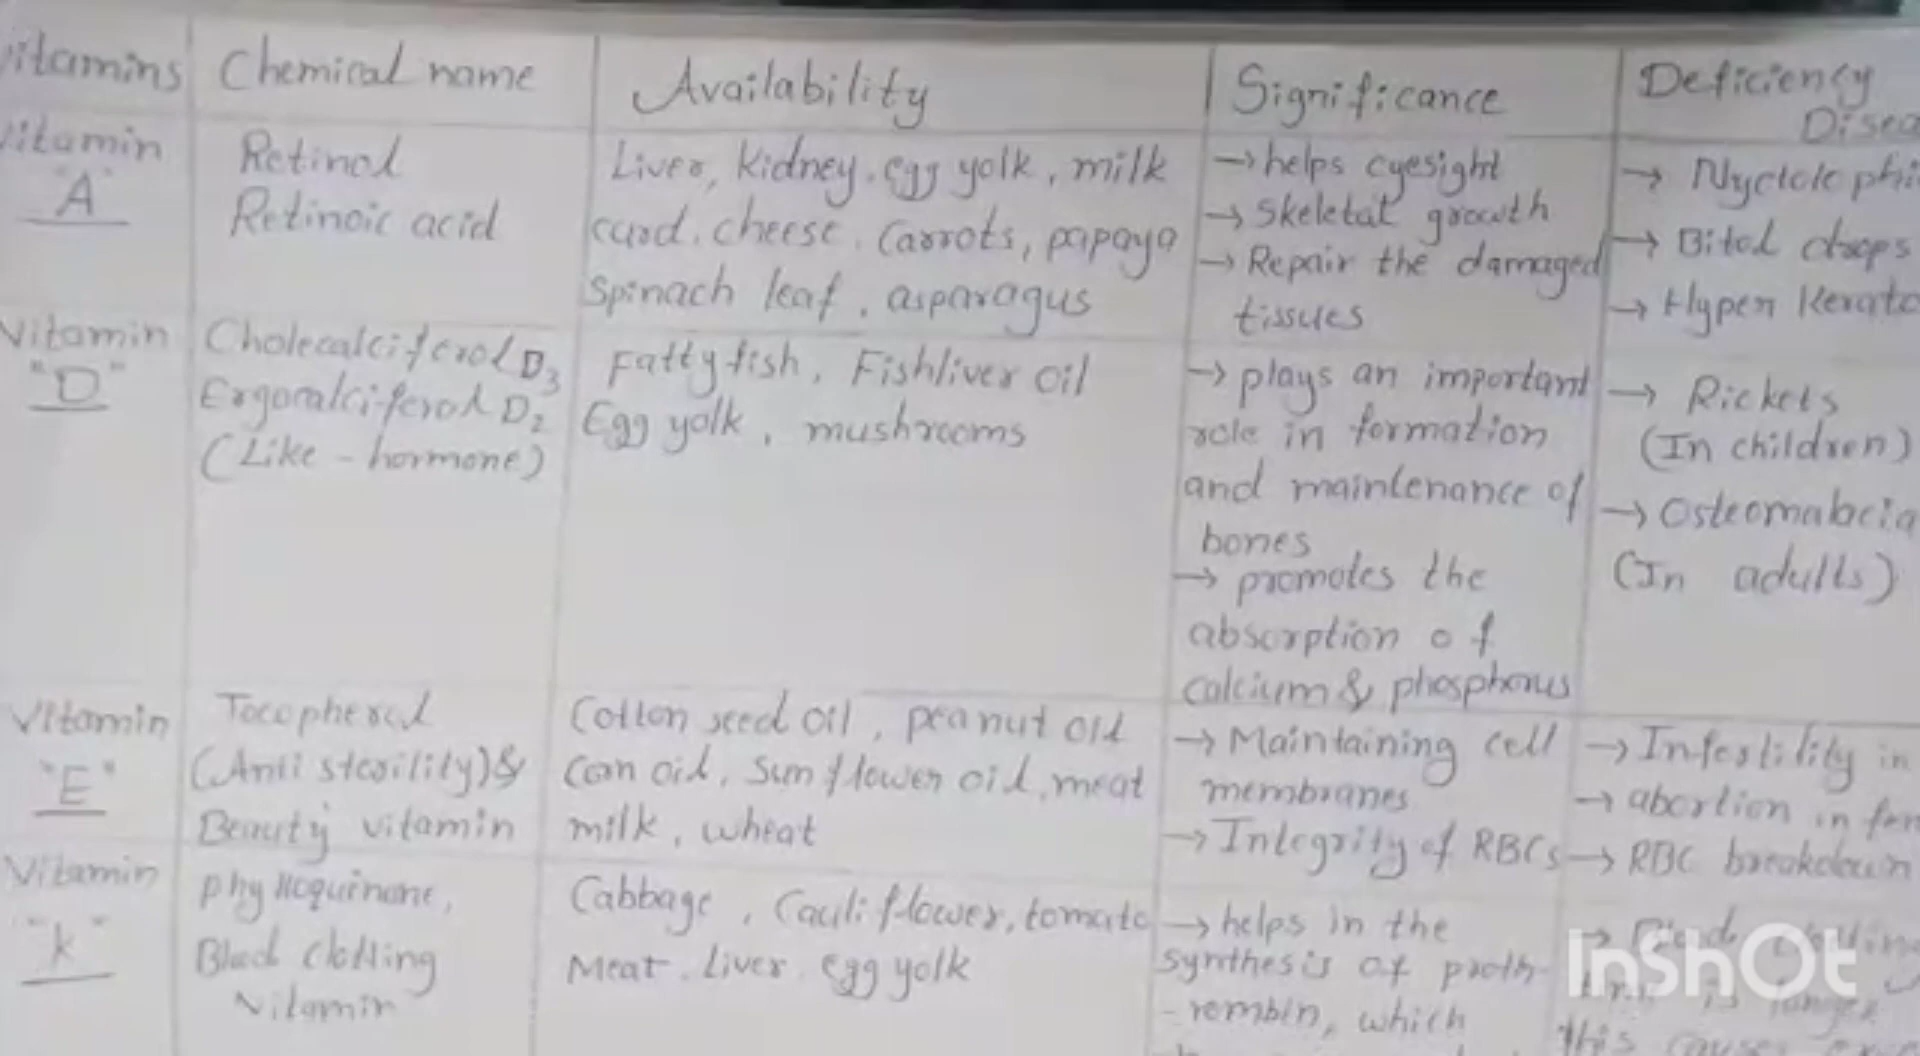 Vitamins Chemical name Availability Significance Deficiency
Vitamin "A"
Retinol
Retinoic acid
Liver, Kidney, egg yolk, milk
curd, cheese, Carrots, papaya
Spinach leaf, asparagus
→ helps eyesight
→ Skeletal growth
→ Repair the damaged
tissues
→
→ Bitot
→ Hyper
Vitamin
"D"
Cholecalciferol D3
Ergocalciferol D2
(Like - hormone)
Fatty fish, Fishliver oil
Egg yolk, mushrooms
→ plays an important
role in formation
and maintenance of
bones
→ promotes the
absorption of
calcium & phosphorus
→ Rickets
(In children)
→ Osteomalacia
(In adults)
Vitamin
"E"
Tocopherol
(Anti sterility) &
Beauty vitamin
Cotton seed oil, peanut oil
Corn oil, Sunflower oil, meat
milk, wheat
→ Maintaining cell
membranes
→ Integrity of RBCs
→ Infertility in
→ abortion in
→ RBC breakdown
Vitamin
"K"
Phylloquinone,
Blood clotting
Vitamin
Cabbage, Cauliflower, tomato
Meat, Liver, egg yolk
→ helps in the
synthesis of proth
-rombin, which
→ Blood
is longer
this causes
InShOt